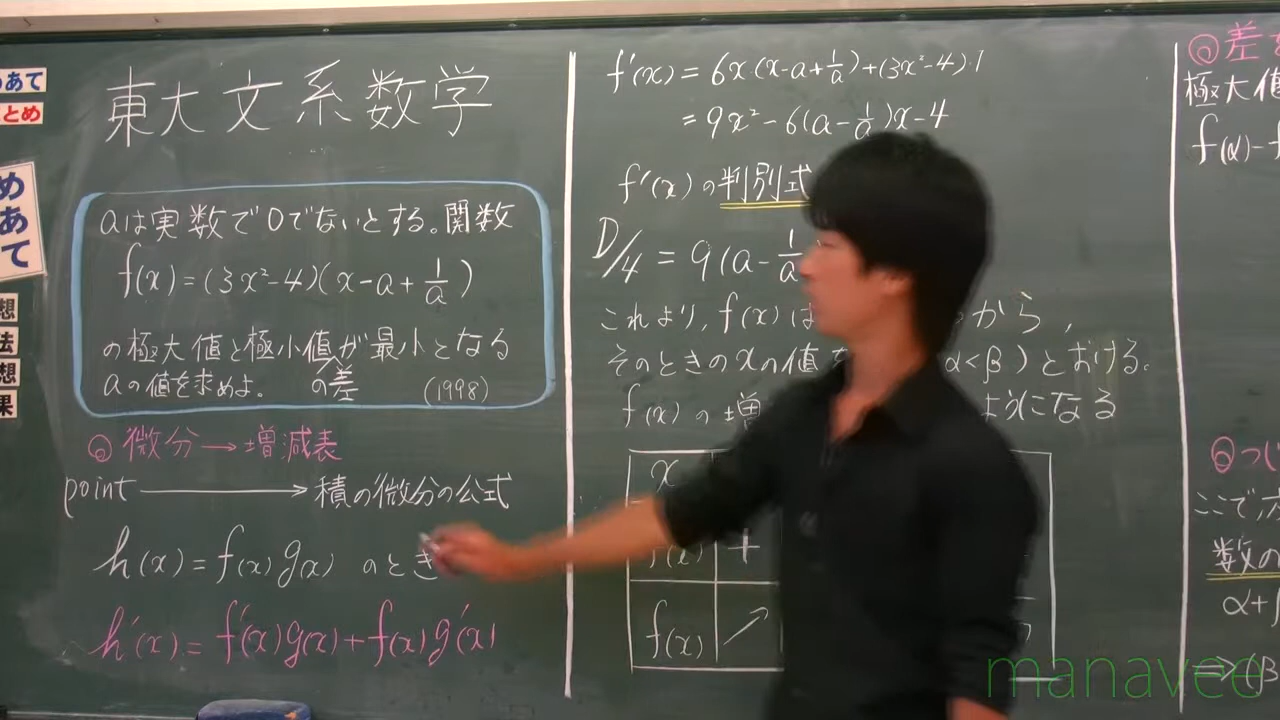 めあて
まとめ
めあて
想
法
想
果
東大文系数学
aは実数で0でないとする。関数
f(x)=(3x²-4)(x-a+1/a)
の極大値と極小値の差が最小となる
aの値を求めよ。 (1998)
微分→増減表
point → 積の微分の公式
h(x)=f(x)g(x) のとき
h'(x)=f'(x)g(x)+f(x)g'(x)
f'(x)=6x・(x-a+1/a)+(3x²-4)・1
=9x²-6(a-1/a)x-4
f'(x)の判別式
D/4=9(a-1/a
これより,f(x)は から,
そのときのxの値を α<β)とおける。
f(x)の増 ようになる
x
f'(x) +
f(x) ↗
差
極大値
f(α)-f
ここで,
数の
α+β
⇒(β
manavee